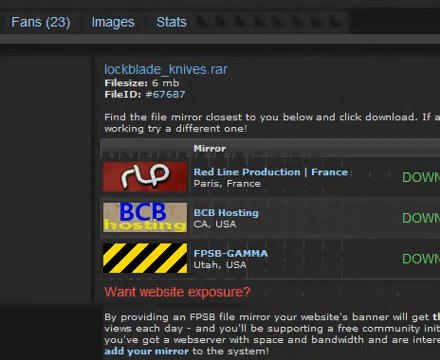 Fans (23) Images Stats
lockblade_knives.rar
Filesize: 6 mb
FileID: #67687
Find the file mirror closest to you below and click download. If a
working try a different one!
Mirror
rlp Red Line Production | France
Paris, France
DOWN
BCB hosting
BCB Hosting
CA, USA
DOWN
FPSB-GAMMA
Utah, USA
DOWN
Want website exposure?
By providing an FPSB file mirror your website's banner will get th
views each day - and you'll be supporting a free community init
you've got a webserver with space and bandwidth and are inter
add your mirror to the system!